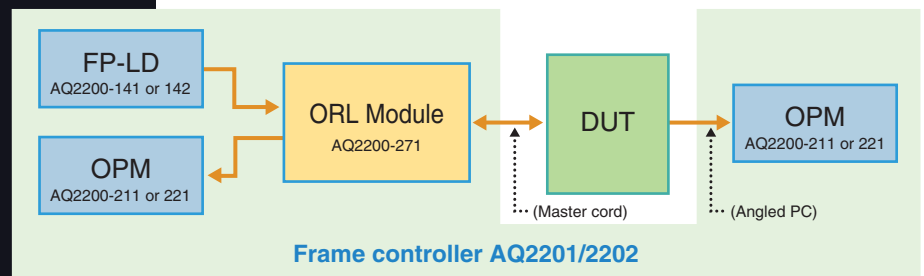 FP-LD
AQ2200-141 or 142
OPM
AQ2200-211 or 221
ORL Module
AQ2200-271
DUT
OPM
AQ2200-211 or 221
(Master cord)
(Angled PC)
Frame controller AQ2201/2202